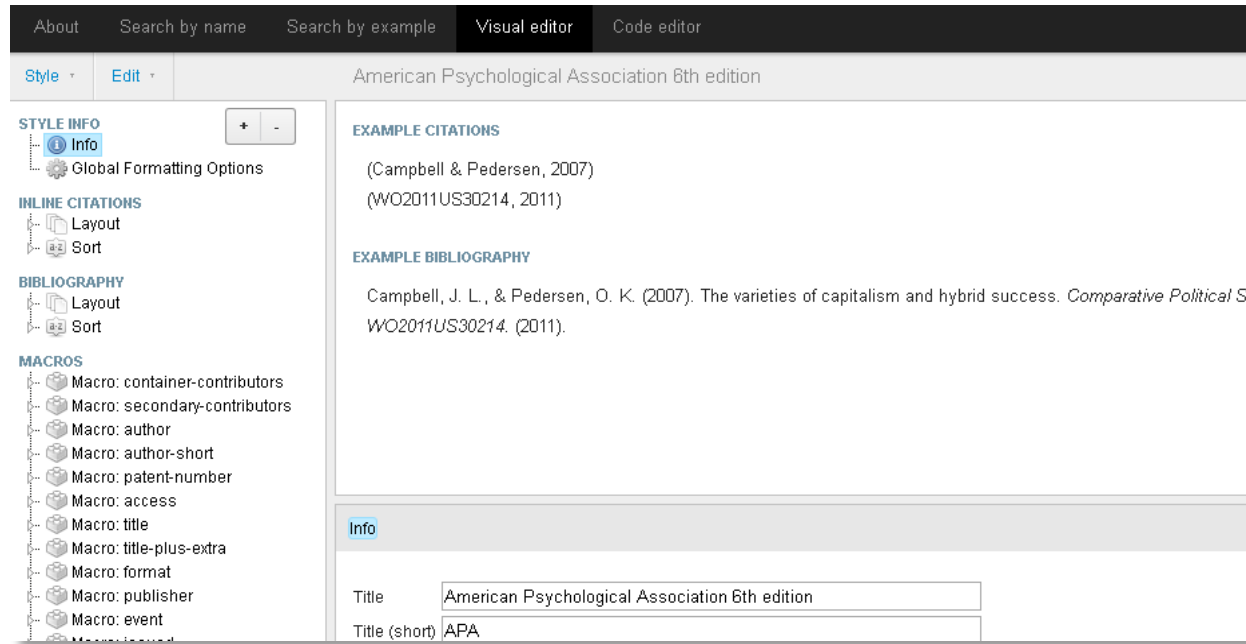 About Search by name Search by example Visual editor Code editor
Style Edit American Psychological Association 6th edition
STYLE INFO
+ -
Info
Global Formatting Options
INLINE CITATIONS
Layout
a-z Sort
BIBLIOGRAPHY
Layout
a-z Sort
MACROS
Macro: container-contributors
Macro: secondary-contributors
Macro: author
Macro: author-short
Macro: patent-number
Macro: access
Macro: title
Macro: title-plus-extra
Macro: format
Macro: publisher
Macro: event
EXAMPLE CITATIONS
(Campbell & Pedersen, 2007)
(WO2011US30214, 2011)
EXAMPLE BIBLIOGRAPHY
Campbell, J. L., & Pedersen, O. K. (2007). The varieties of capitalism and hybrid success. Comparative Political S
WO2011US30214. (2011).
Info
Title American Psychological Association 6th edition
Title (short) APA